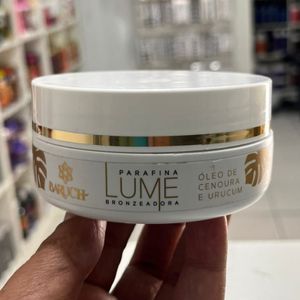 BARUCH
PARAFINA
LUME
BRONZEADORA
ÓLEO DE
CENOURA
E URUCUM